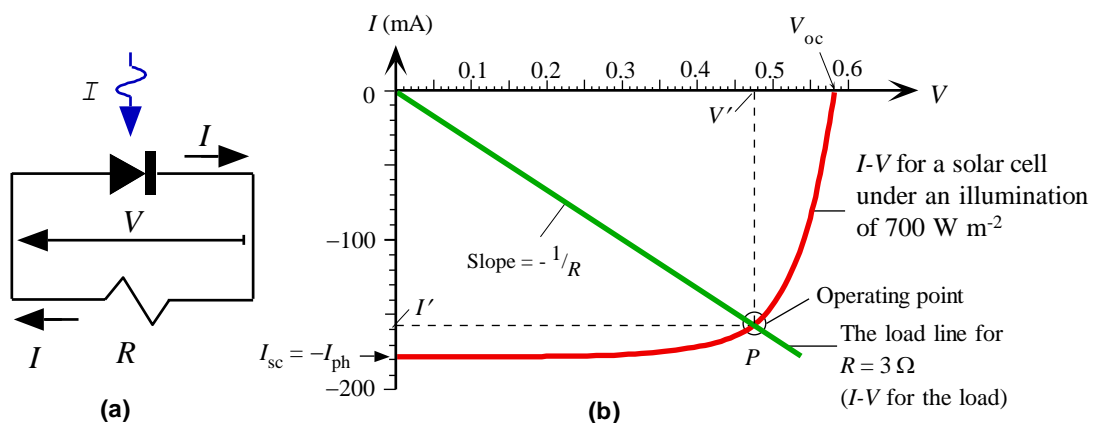 I
I
V
I
R
(a)
I (mA)
V oc
0.1 0.2 0.3 0.4 0.5 0.6
0
V
V′
I-V for a solar cell
under an illumination
of 700 W m-2
−100
Slope = - 1/R
I′
Operating point
The load line for
R = 3 Ω
(I-V for the load)
I sc = −I ph
P
−200
(b)